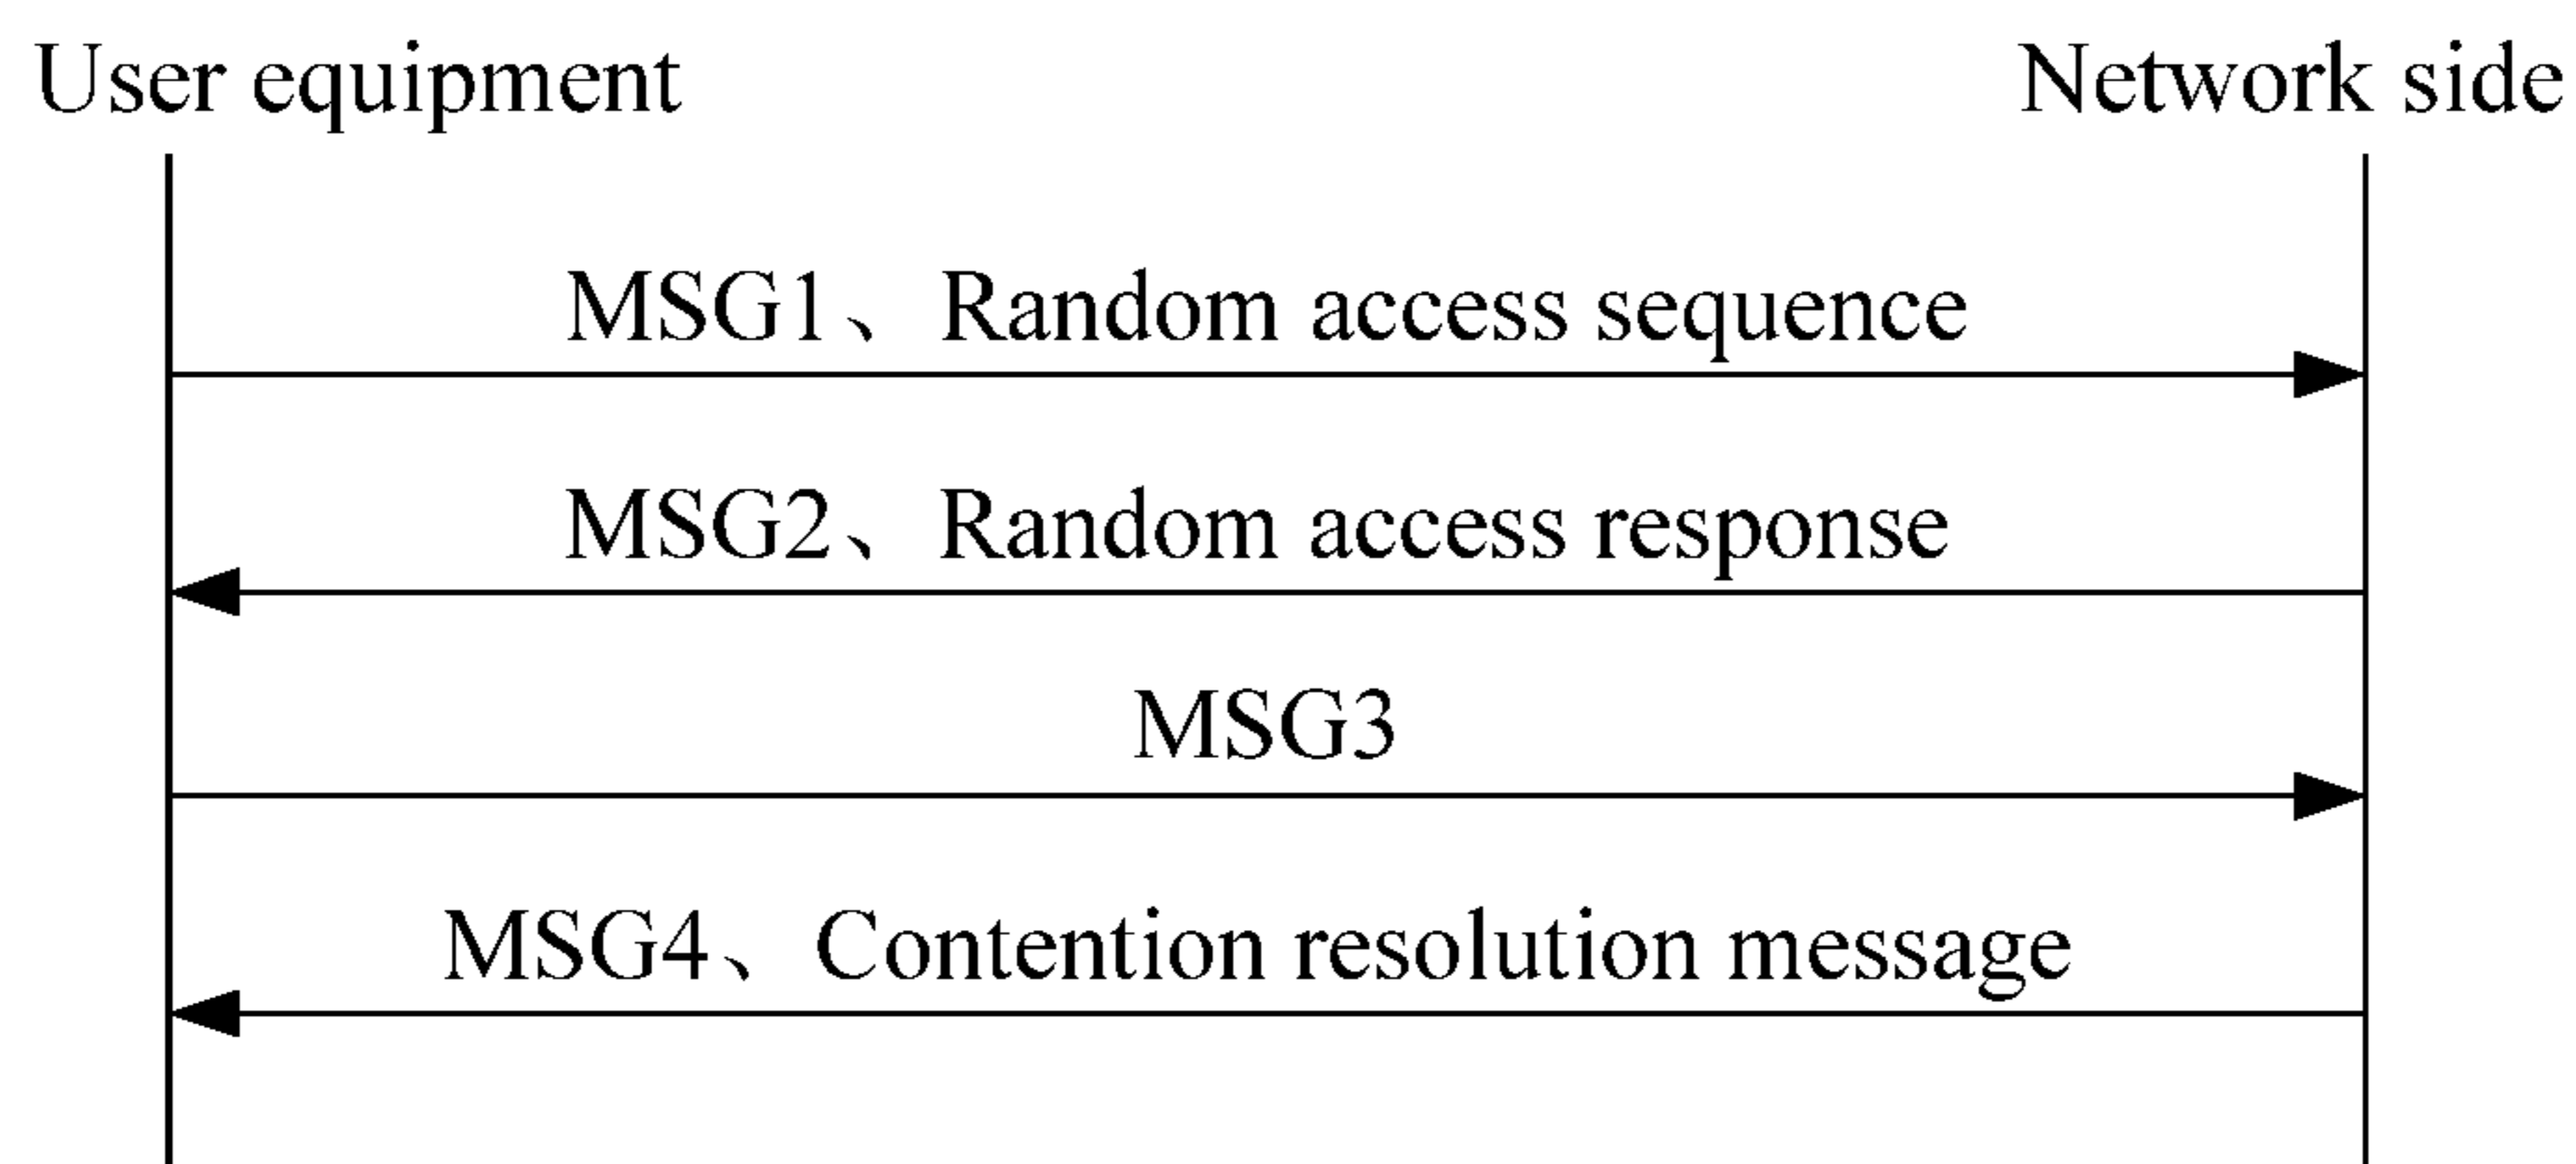 User equipment
Network side
MSG1、Random access sequence
MSG2、Random access response
MSG3
MSG4、Contention resolution message